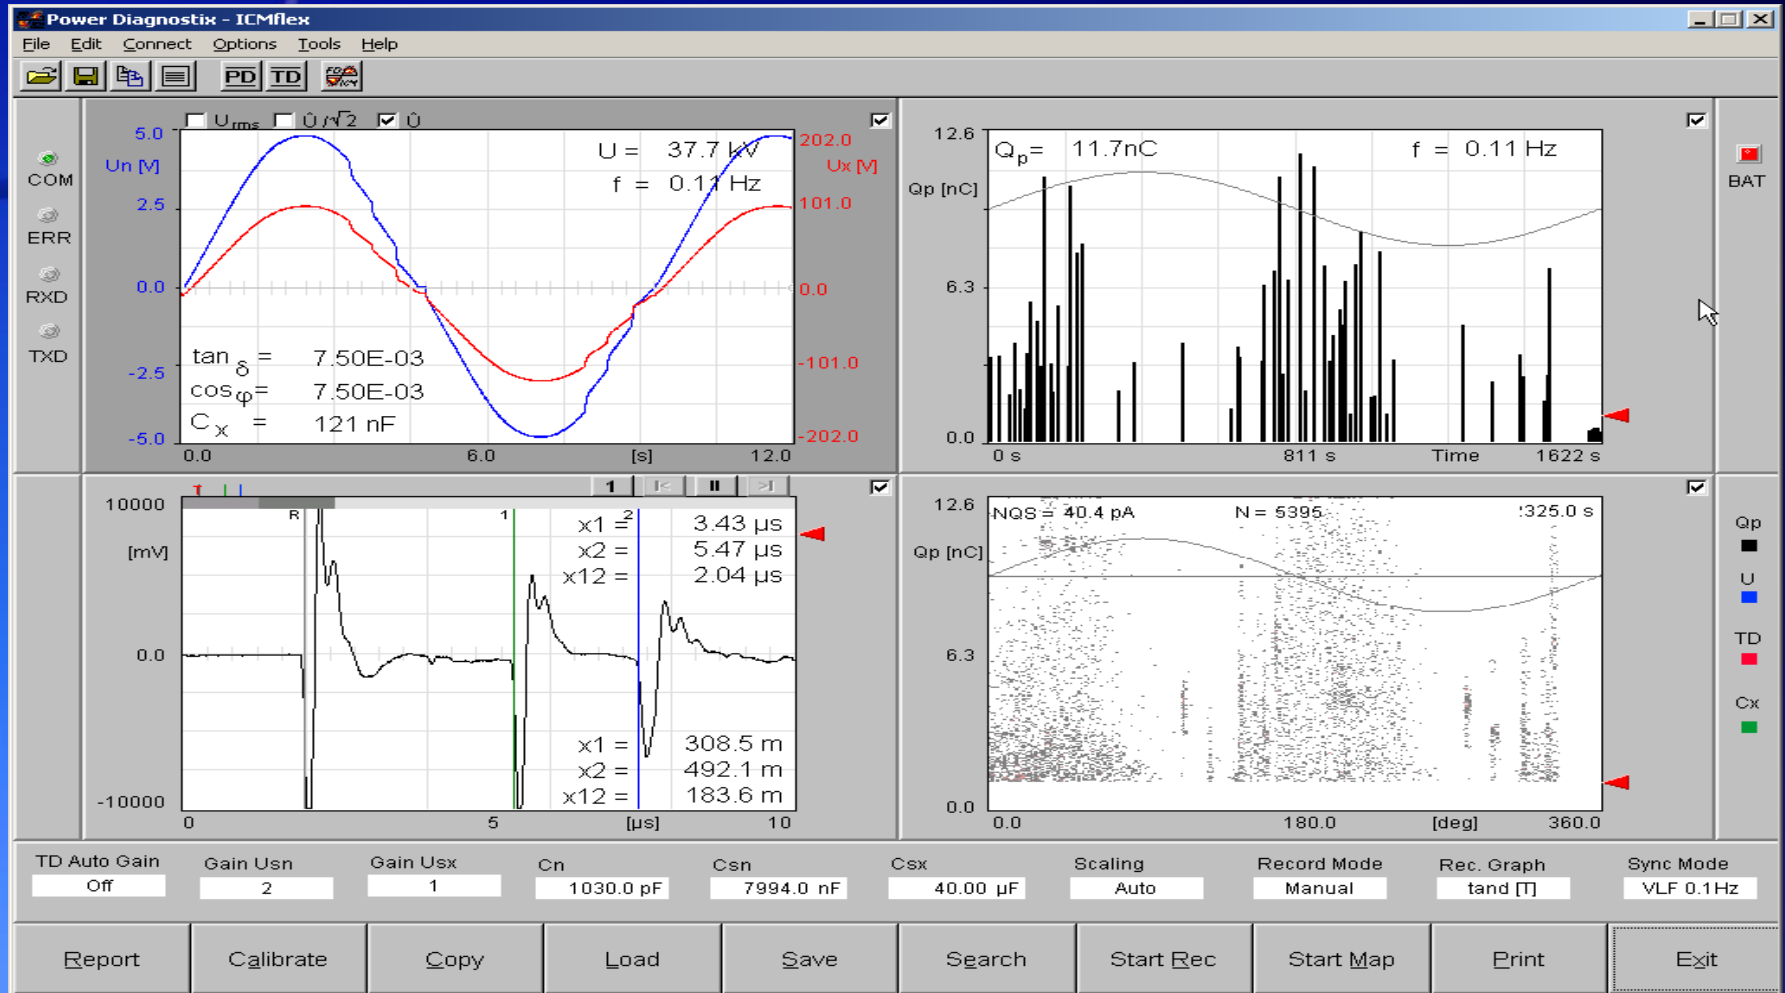 Power Diagnostix - ICMflex
File Edit Connect Options Tools Help
PD TD
Urms Û/√2 Û
COM
ERR
RXD
TXD
5.0
Un [V]
2.5
0.0
-2.5
-5.0
U = 37.7 kV
f = 0.11 Hz
202.0
Ux [V]
101.0
0.0
-101.0
-202.0
tan δ = 7.50E-03
cos φ = 7.50E-03
Cx = 121 nF
0.0 6.0 [s] 12.0
12.6
Qp [nC]
6.3
0.0
Qp= 11.7nC f = 0.11 Hz
0 s 811 s Time 1622 s
BAT
10000
[mV]
0.0
-10000
1 |< >|
R 1 2
x1 = 3.43 µs
x2 = 5.47 µs
x12 = 2.04 µs
x1 = 308.5 m
x2 = 492.1 m
x12 = 183.6 m
0 5 [µs] 10
12.6
Qp [nC]
6.3
0.0
NQS = 40.4 pA N = 5395 325.0 s
0.0 180.0 [deg] 360.0
Qp
U
TD
Cx
TD Auto Gain Gain Usn Gain Usx Cn Csn Csx Scaling Record Mode Rec. Graph Sync Mode
Off 2 1 1030.0 pF 7994.0 nF 40.00 µF Auto Manual tand [T] VLF 0.1Hz
Report Calibrate Copy Load Save Search Start Rec Start Map Print Exit